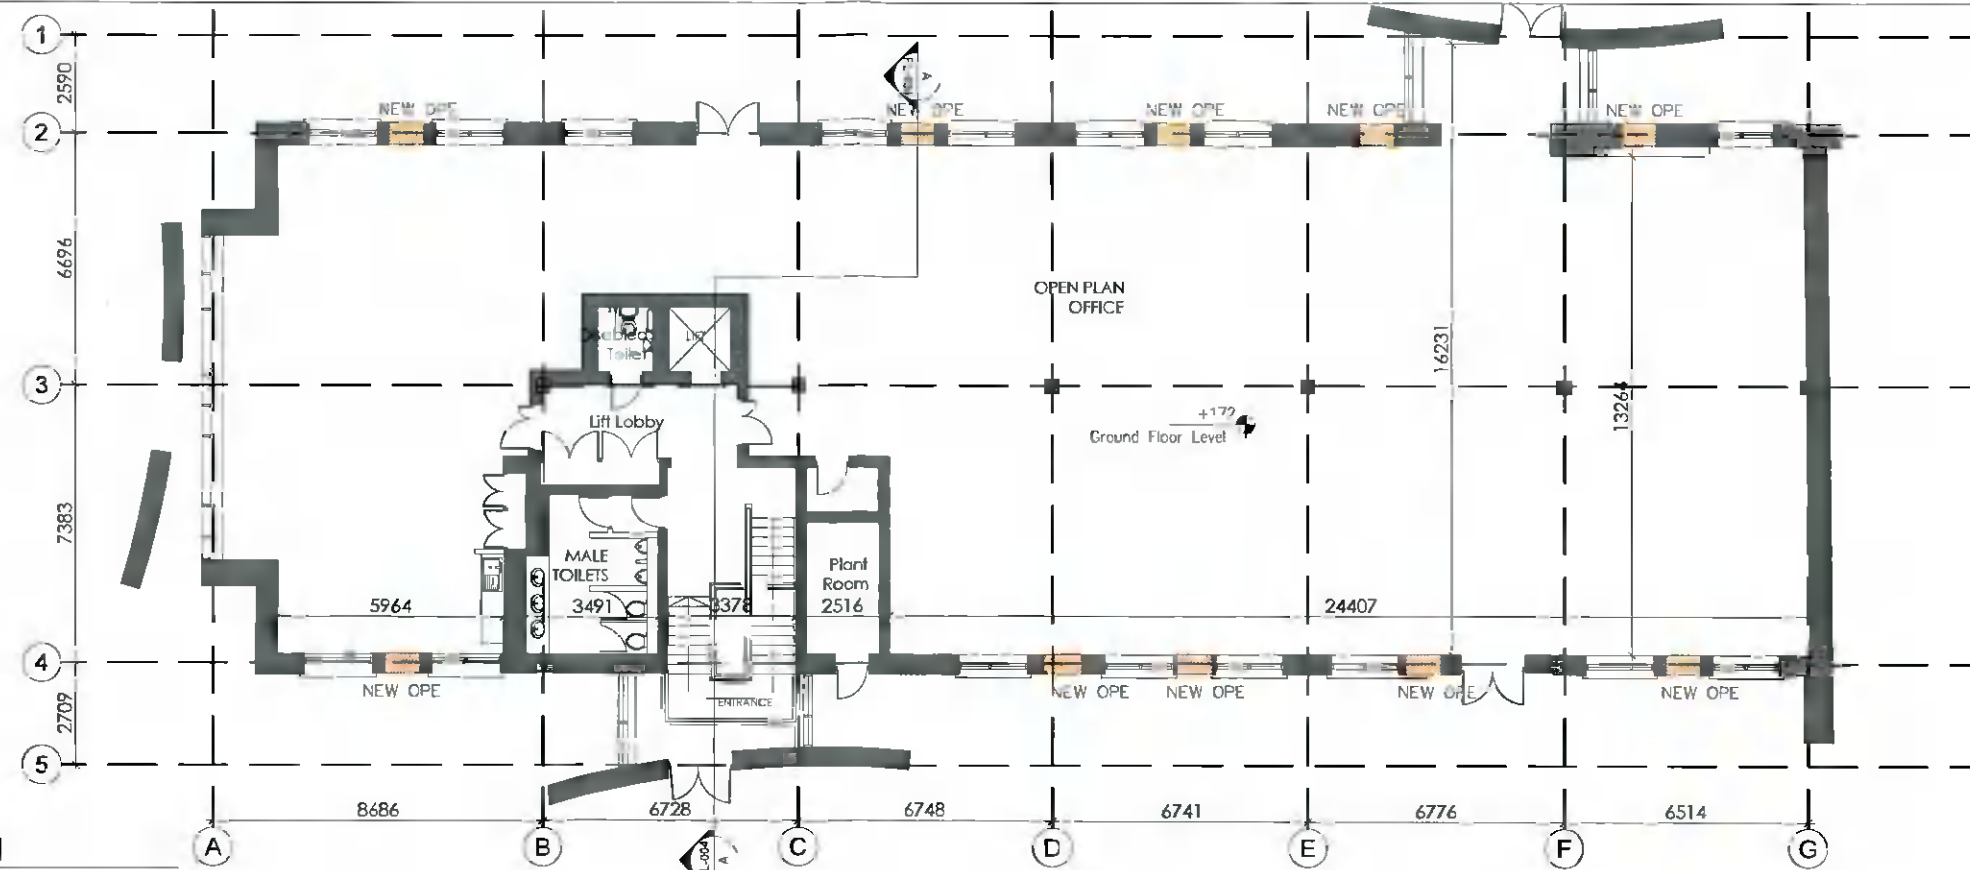 1
2590
NEW OPE
NEW OPE
NEW OPE
NEW OPE
NEW OPE
A
2
6696
OPEN PLAN
OFFICE
Disabled
Toilet
Lift
16231
13264
3
+172
Ground Floor Level
Lift Lobby
7383
MALE
TOILETS
Plant
Room
5964
3491
3378
2516
24407
4
NEW OPE
NEW OPE
NEW OPE
NEW OPE
NEW OPE
ENTRANCE
2709
5
8686
6728
6748
6741
6776
6514
A
B
C
D
E
F
G
A